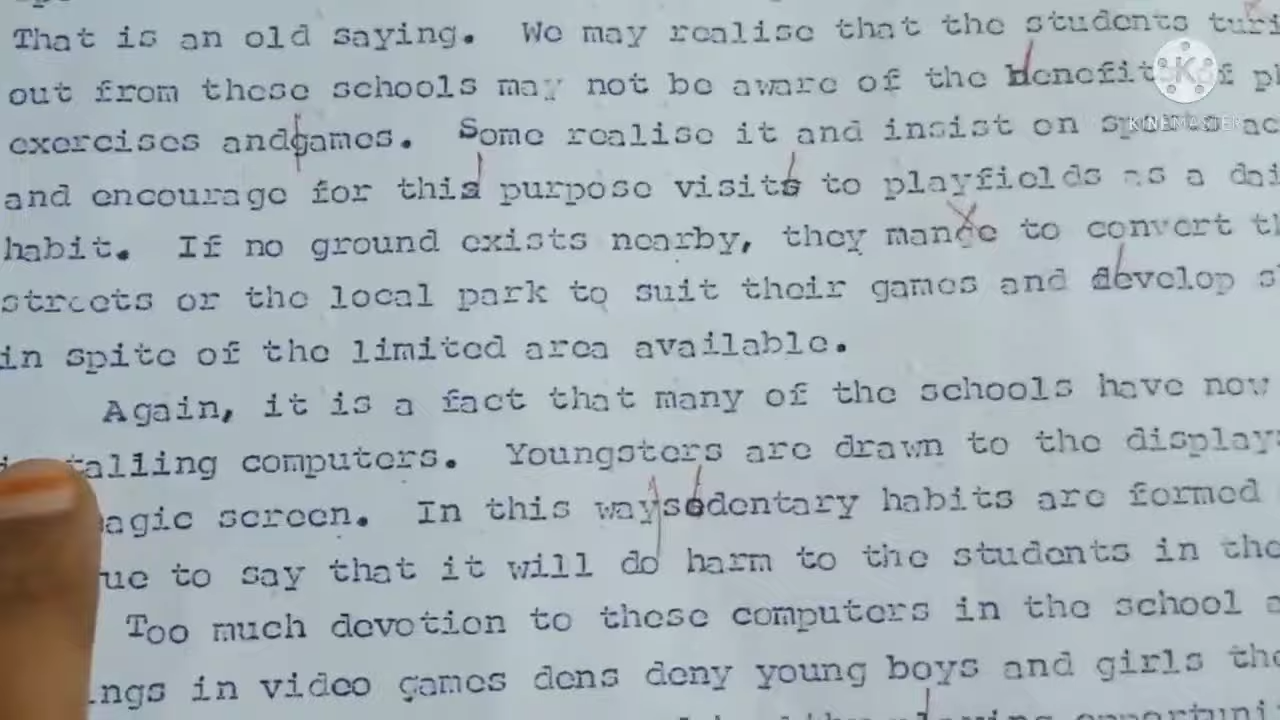 That is an old saying. We may realise that the students
out from these schools may not be aware of the benefits of
exercises andgames. Some realise it and insist on
and encourage for this purpose visits to playfields as a
habit. If no ground exists nearby, they mance to convert
streets or the local park to suit their games and develop
in spite of the limited area available.
Again, it is a fact that many of the schools have now
computers. Youngsters are drawn to the
screen. In this waysedentary habits are formed
to say that it will do harm to the students in the
Too much devotion to these computers in the school
in video games dens deny young boys and girls
KINEMASTER